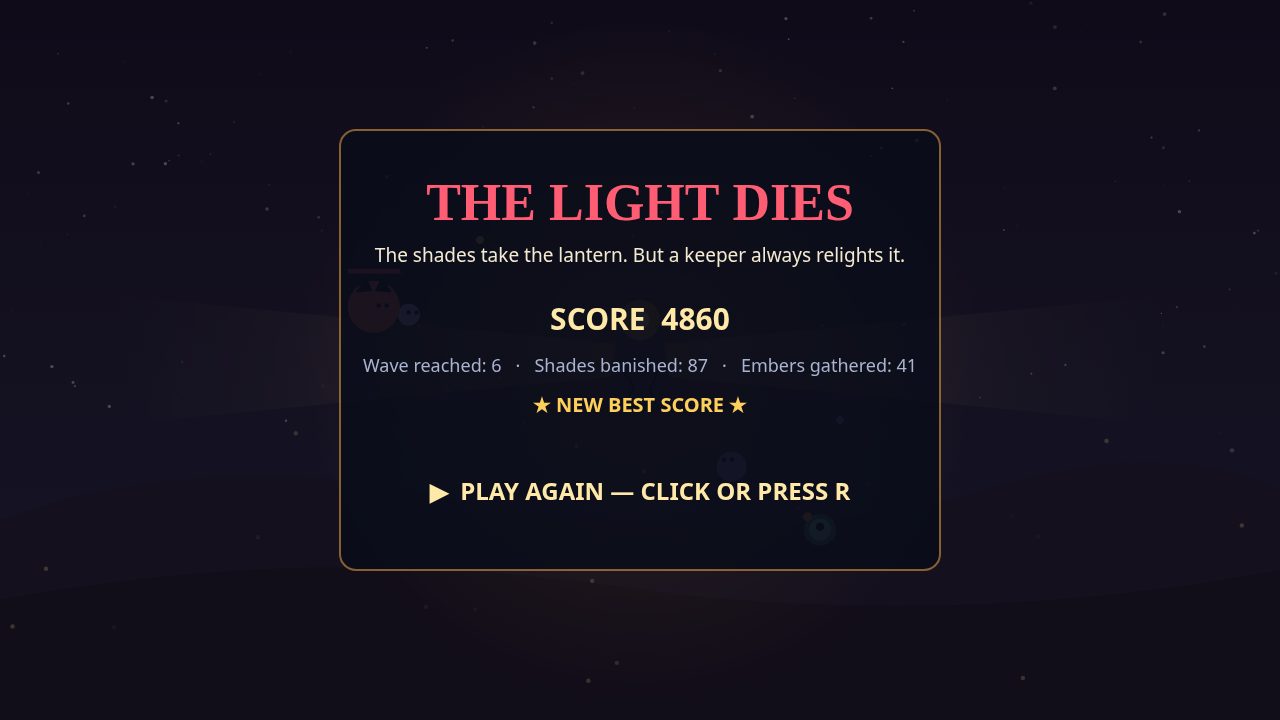 THE LIGHT DIES
The shades take the lantern. But a keeper always relights it.
SCORE 4860
Wave reached: 6 · Shades banished: 87 · Embers gathered: 41
★ NEW BEST SCORE ★
▶ PLAY AGAIN — CLICK OR PRESS R